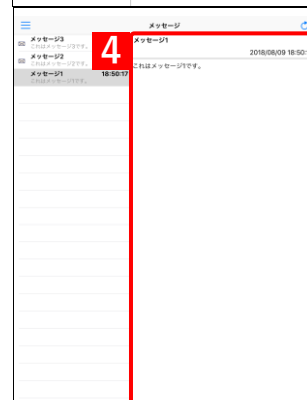 メッセージ
メッセージ3
これはメッセージ3です。
メッセージ2
これはメッセージ2です。
メッセージ1 18:50:17
これはメッセージ1です。
4
メッセージ1
2018/08/09 18:50:
これはメッセージ1です。